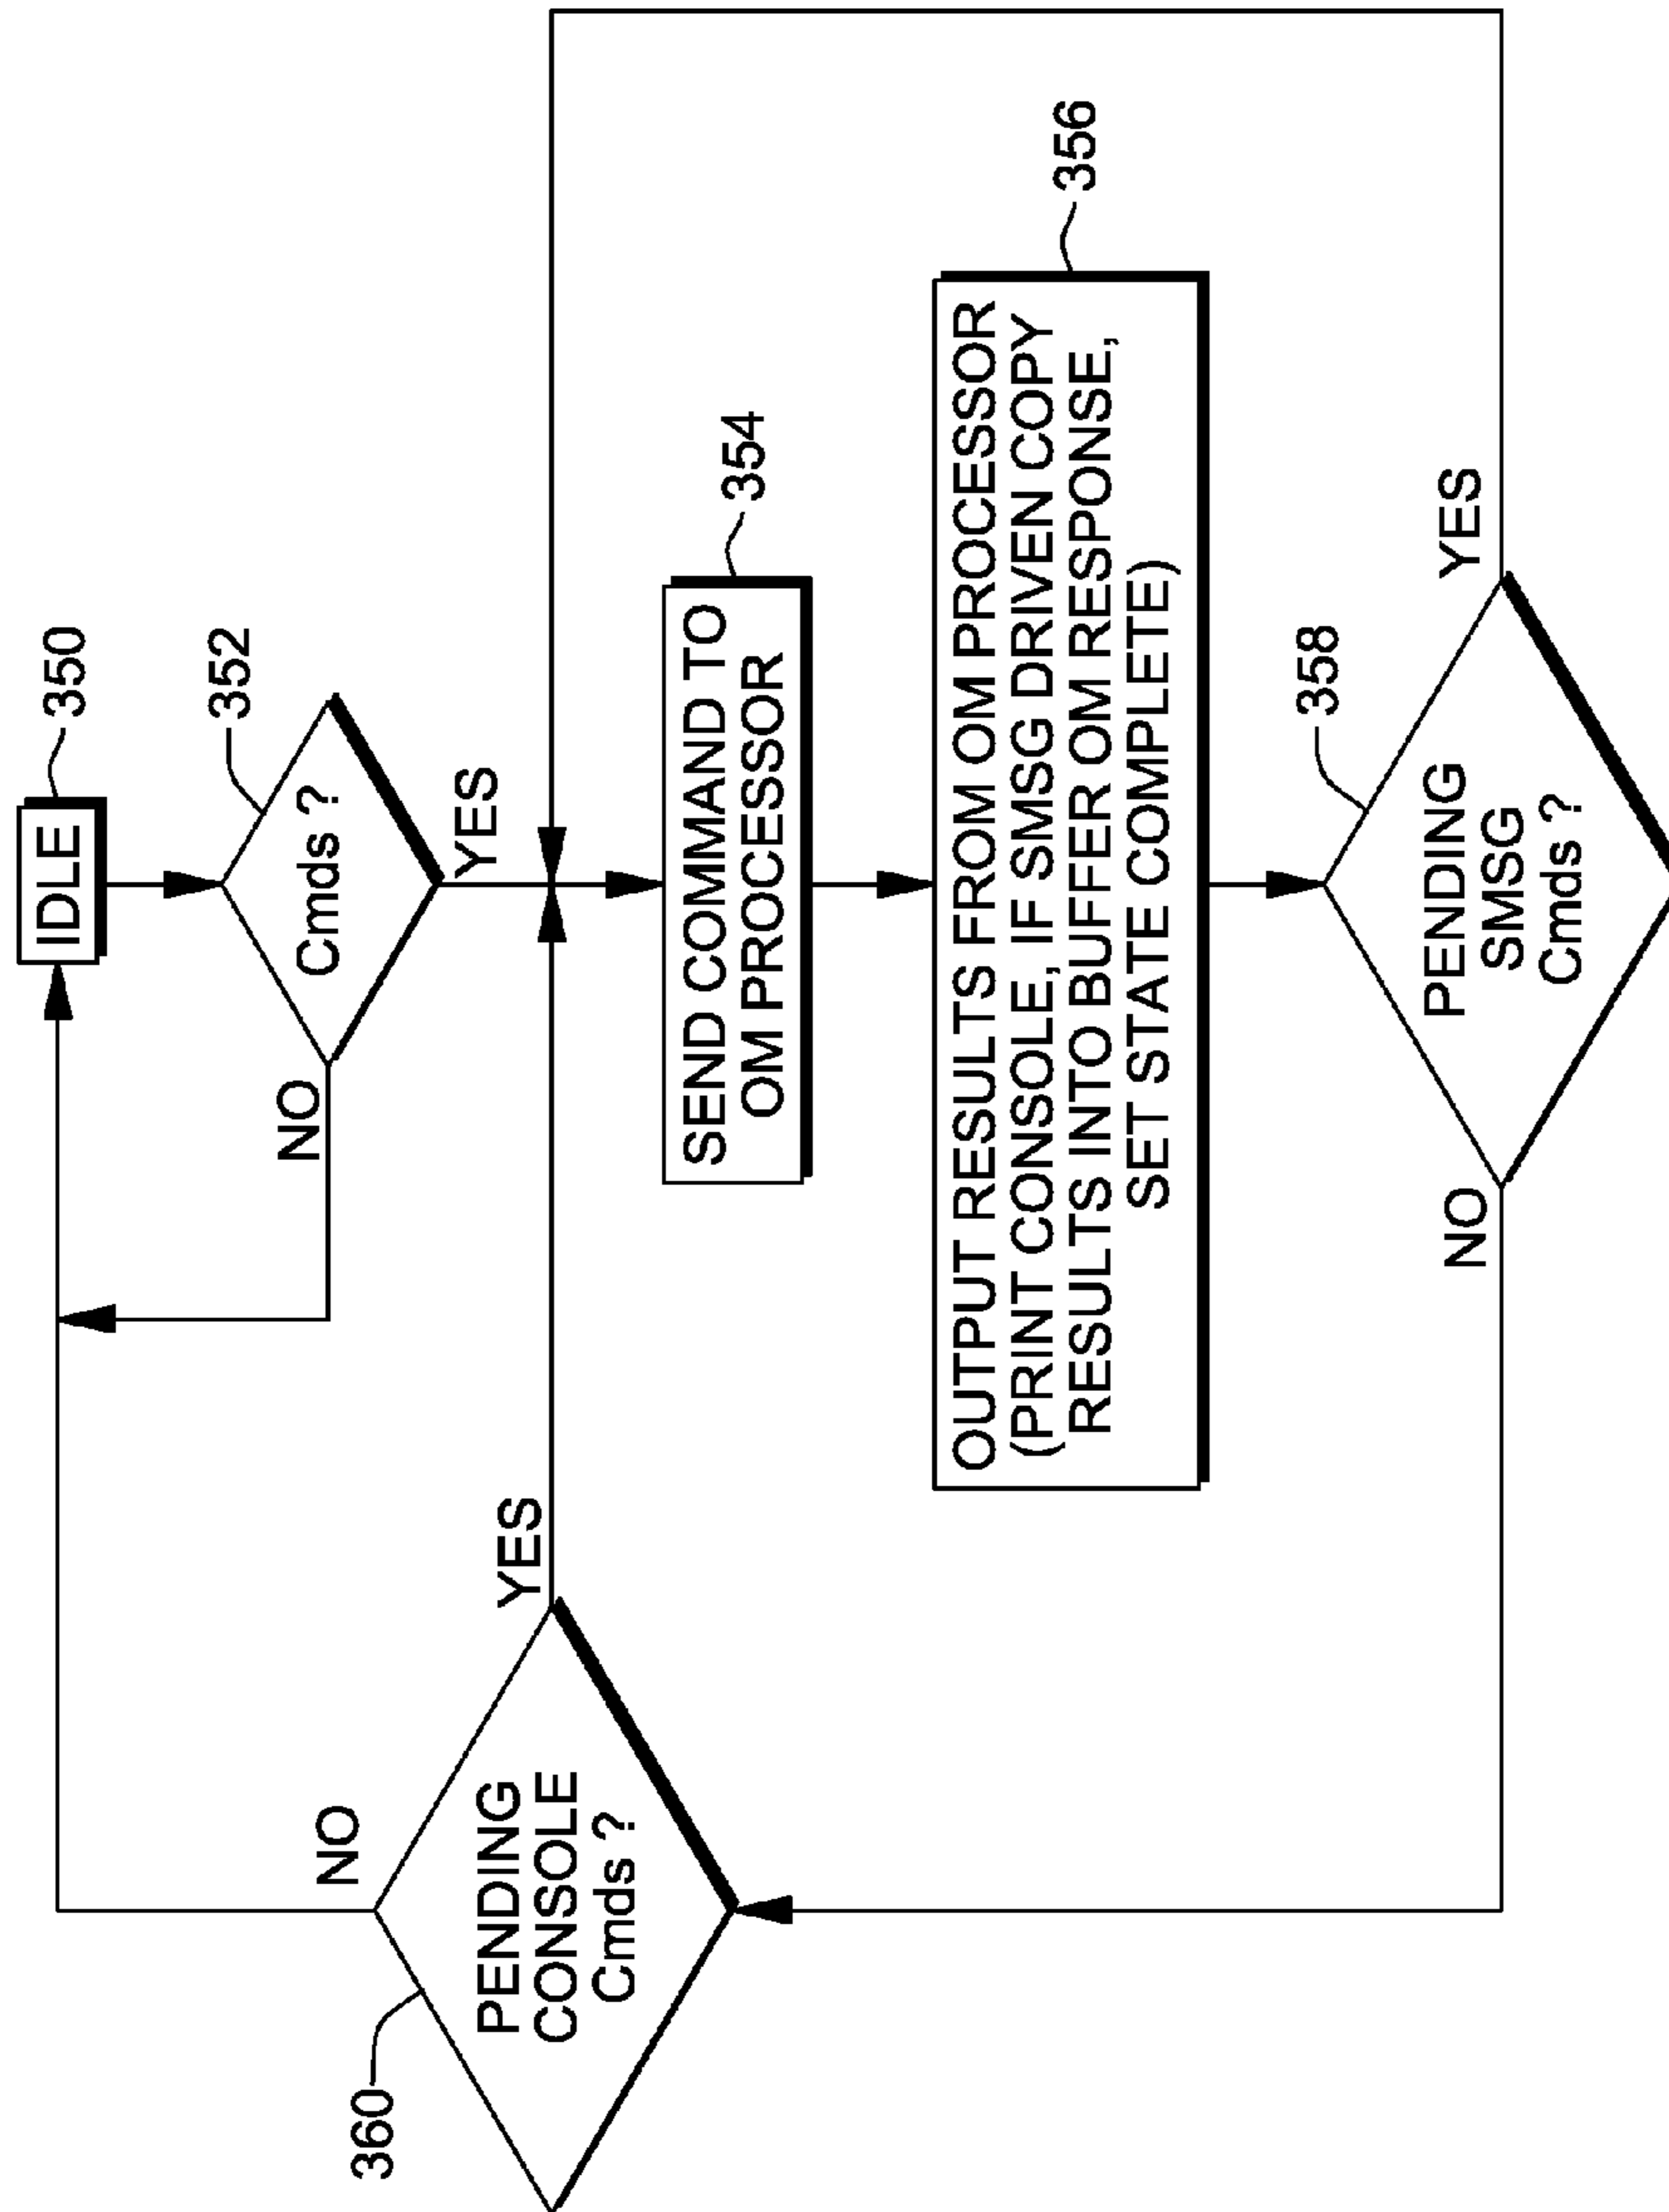 IDLE
350
Cmds ?
352
NO
YES
SEND COMMAND TO
OM PROCESSOR
354
OUTPUT RESULTS FROM OM PROCESSOR
(PRINT CONSOLE, IF SMSG DRIVEN COPY
RESULTS INTO BUFFER OM RESPONSE,
SET STATE COMPLETE)
356
PENDING
SMSG
Cmds ?
358
YES
NO
PENDING
CONSOLE
Cmds ?
360
NO
YES